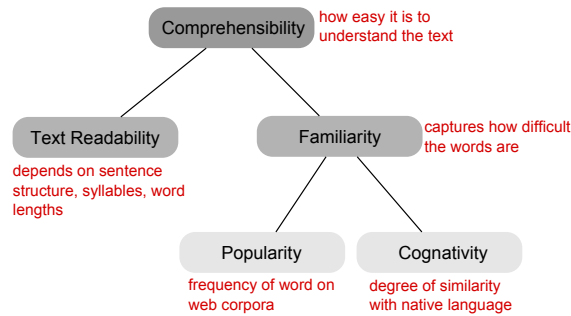 Comprehensibility
how easy it is to
understand the text
Text Readability
depends on sentence
structure, syllables, word
lengths
Familiarity
captures how difficult
the words are
Popularity
frequency of word on
web corpora
Cognativity
degree of similarity
with native language